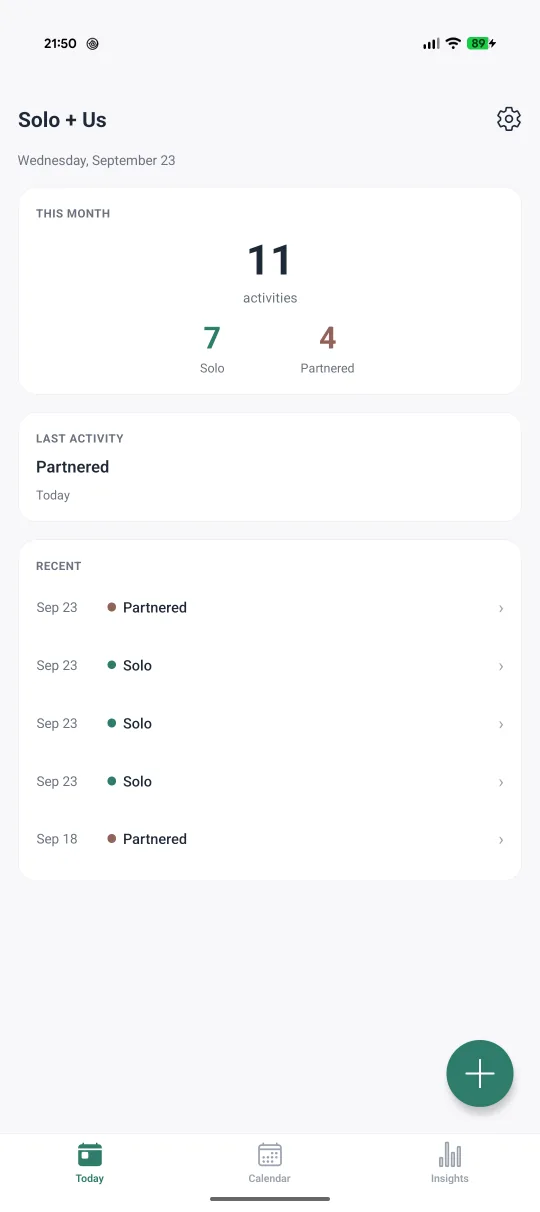 21:50
89
Solo + Us
Wednesday, September 23
THIS MONTH
11
activities
7 4
Solo Partnered
LAST ACTIVITY
Partnered
Today
RECENT
Sep 23 Partnered ›
Sep 23 Solo ›
Sep 23 Solo ›
Sep 23 Solo ›
Sep 18 Partnered ›
Today Calendar Insights